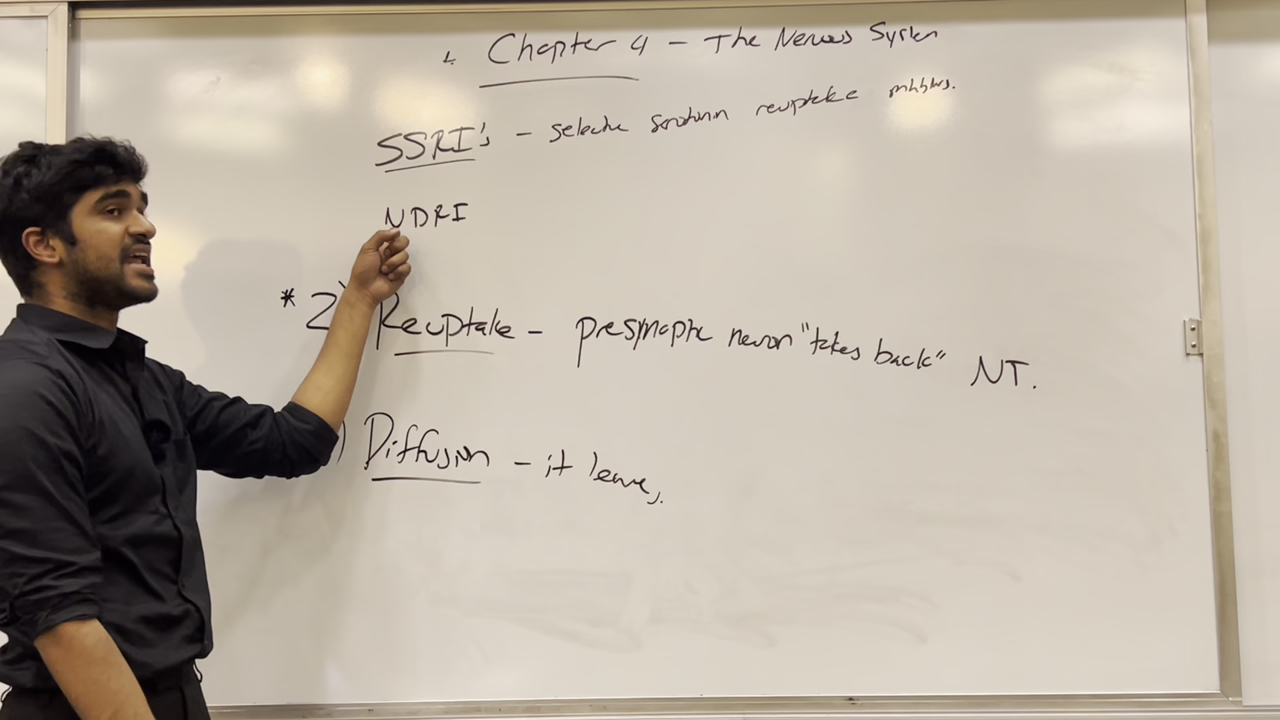 Chapter 4 - The Nervous System
SSRI's - selective serotonin reuptake inhibitors.
NDRI
* 2) Reuptake - presynaptic neuron "takes back" NT.
) Diffusion - it leaves.